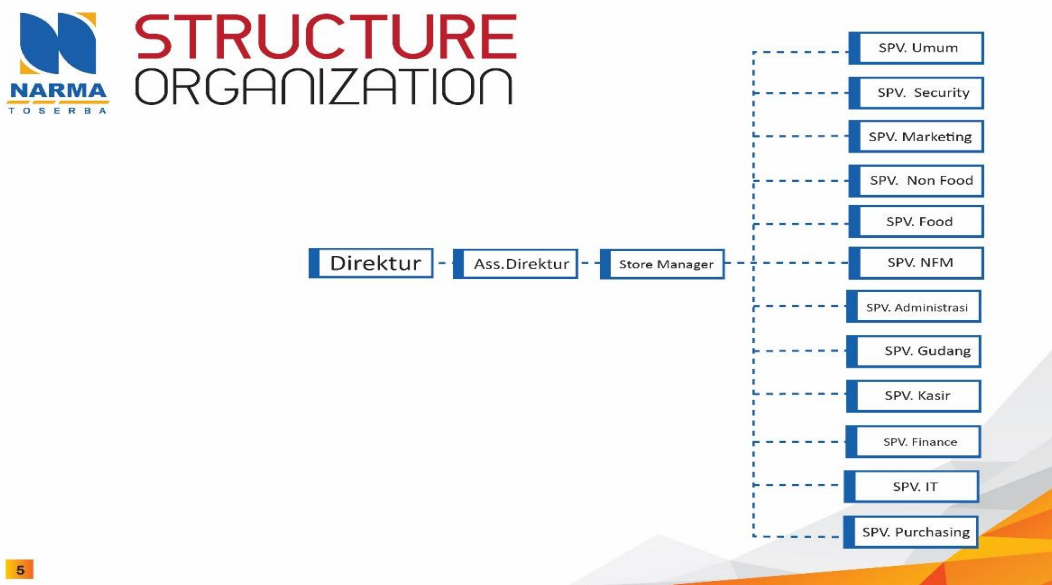 NARMA
TOSERBA
STRUCTURE
ORGANIZATION
Direktur
Ass.Direktur
Store Manager
SPV. Umum
SPV. Security
SPV. Marketing
SPV. Non Food
SPV. Food
SPV. NFM
SPV. Administrasi
SPV. Gudang
SPV. Kasir
SPV. Finance
SPV. IT
SPV. Purchasing
5